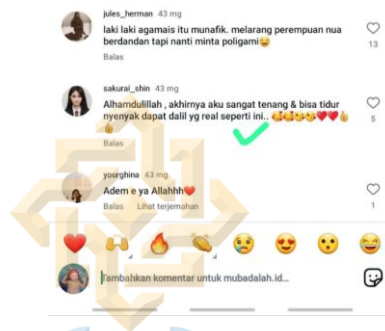 jules_herman 43 mg
laki laki agamais itu munafik. melarang perempuan nua
berdandan tapi nanti minta poligami😅
13
Balas
sakurai_shin 43 mg
Alhamdulillah , akhirnya aku sangat tenang & bisa tidur
nyenyak dapat dalil yg real seperti ini.. 🥰🥰😘😘❤️❤️👍
👍
5
Balas
yourghina 43 mg
Adem e ya Allahhh❤️
1
Balas Lihat terjemahan
❤️ 🙌 🔥 👏 😢 😍 😮 😂
Tambahkan komentar untuk mubadalah.id...